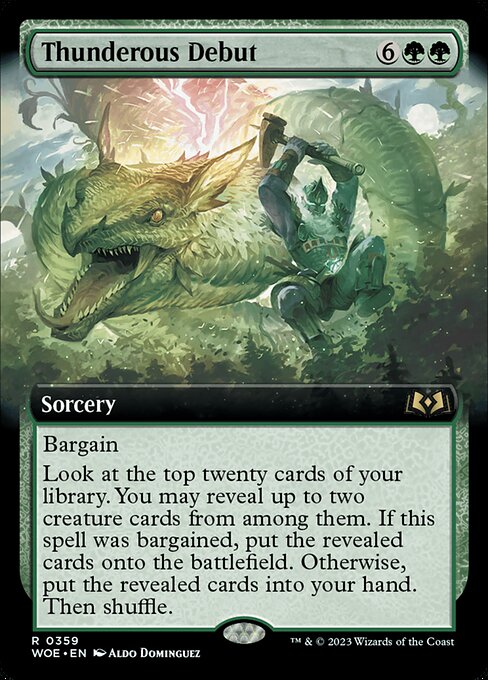 Thunderous Debut 6
Sorcery
Bargain
Look at the top twenty cards of your
library. You may reveal up to two
creature cards from among them. If this
spell was bargained, put the revealed
cards onto the battlefield. Otherwise,
put the revealed cards into your hand.
Then shuffle.
R 0359
WOE • EN ALDO DOMINGUEZ
™ & © 2023 Wizards of the Coast